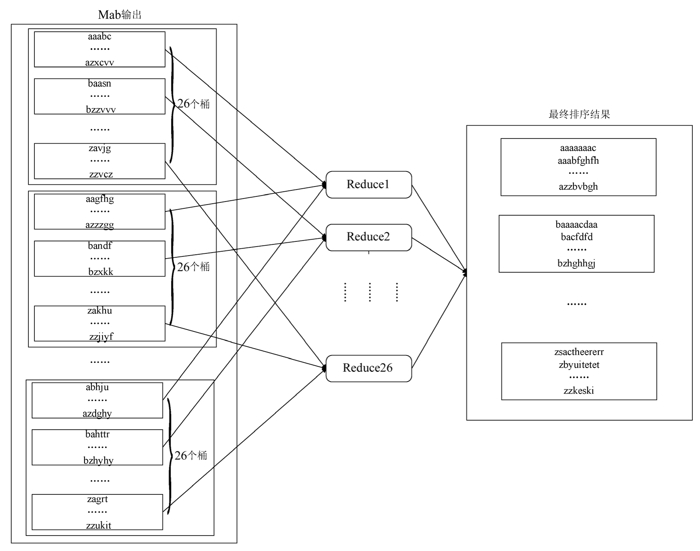 Mab输出
aaabc
……
azxcvv
baasn
……
bzzvvv
……
zavjg
……
zzvcz
26个桶
aagfhg
……
azzzgg
bandf
……
bzxkk
……
zakhu
……
zzjiyf
26个桶
……
abhju
……
azdghy
bahttr
……
bzhyhy
……
zagrt
……
zzukit
26个桶
Reduce1
Reduce2
Reduce26
最终排序结果
aaaaaaac
aaabfghfh
……
azzbvbgh
baaaacdaa
bacfdfd
……
bzhghhgj
……
zsactheererr
zbyuitetet
……
zzkeski